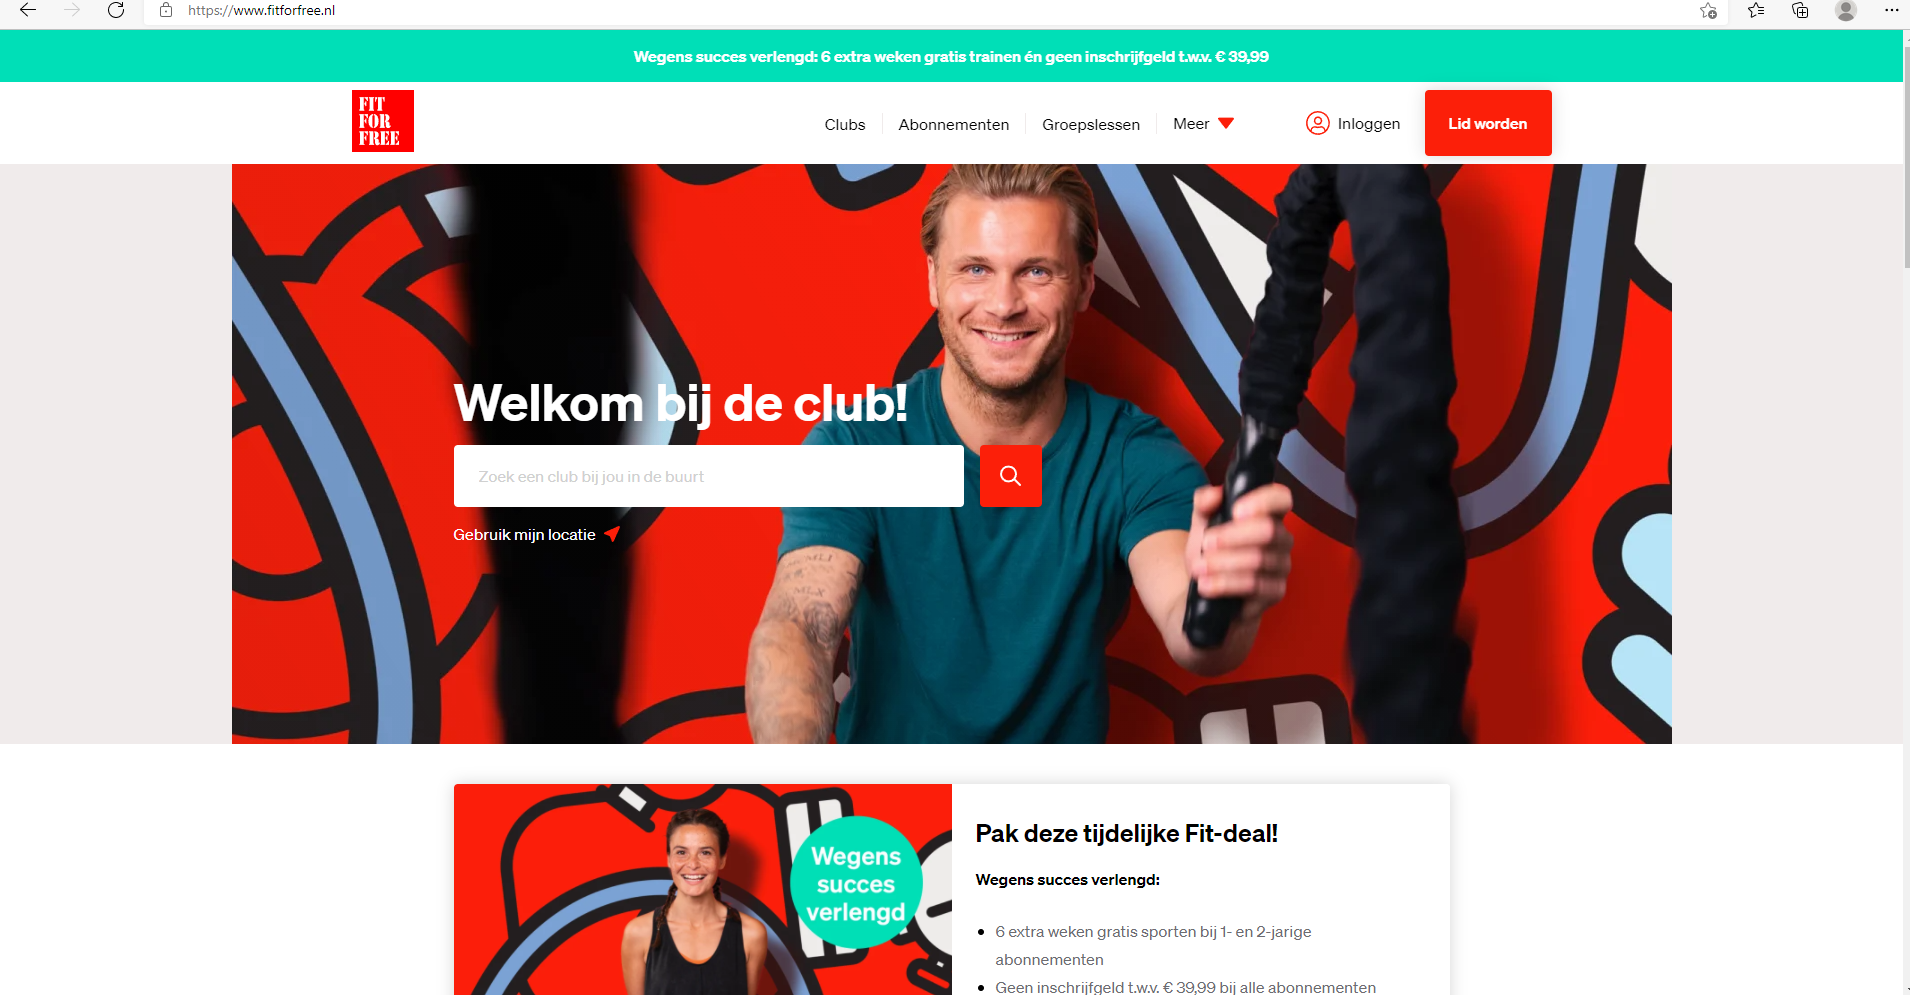 https://www.fitforfree.nl
Wegens succes verlengd: 6 extra weken gratis trainen én geen inschrijfgeld t.w.v. € 39,99
FIT
FOR
FREE
Clubs
Abonnementen
Groepslessen
Meer
Inloggen
Lid worden
Welkom bij de club!
Zoek een club bij jou in de buurt
Gebruik mijn locatie
MLX
Wegens
succes
verlengd
Pak deze tijdelijke Fit-deal!
Wegens succes verlengd:
6 extra weken gratis sporten bij 1- en 2-jarige
abonnementen
Geen inschrijfgeld t.w.v. € 39,99 bij alle abonnementen